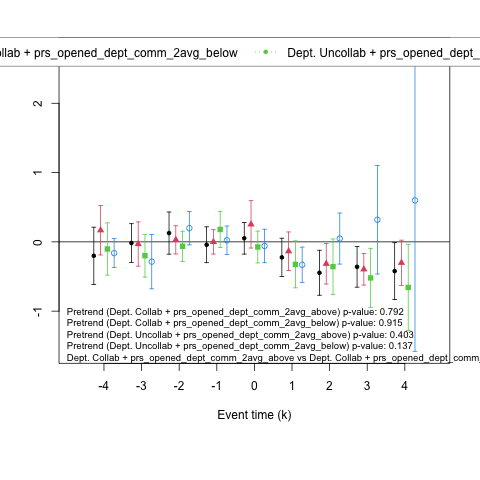 ollab + prs_opened_dept_comm_2avg_below Dept. Uncollab + prs_opened_dept_
2
1
0
-1
Pretrend (Dept. Collab + prs_opened_dept_comm_2avg_above) p-value: 0.792
Pretrend (Dept. Collab + prs_opened_dept_comm_2avg_below) p-value: 0.915
Pretrend (Dept. Uncollab + prs_opened_dept_comm_2avg_above) p-value: 0.403
Pretrend (Dept. Uncollab + prs_opened_dept_comm_2avg_below) p-value: 0.137
Dept. Collab + prs_opened_dept_comm_2avg_above vs Dept. Collab + prs_opened_dept_comm_
-4 -3 -2 -1 0 1 2 3 4
Event time (k)